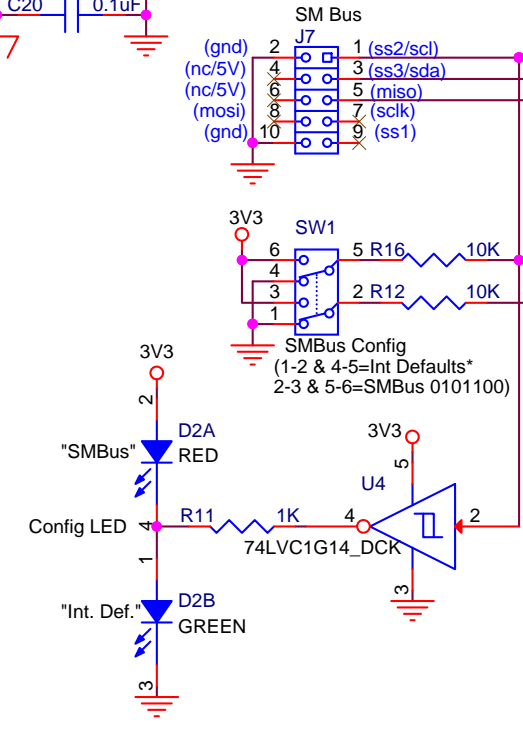 C20 0.1uF
SM Bus
J7
(gnd) 2 1 (ss2/scl)
(nc/5V) 4 3 (ss3/sda)
(nc/5V) 6 5 (miso)
(mosi) 8 7 (sclk)
(gnd) 10 9 (ss1)
3V3
SW1
6 5 R16 10K
4
3 2 R12 10K
1
SMBus Config
(1-2 & 4-5=Int Defaults*
2-3 & 5-6=SMBus 0101100)
3V3
2
D2A
"SMBus" RED
3V3
5
U4
Config LED 4 R11 1K 4 2
74LVC1G14_DCK
1
3
D2B
"Int. Def." GREEN
3